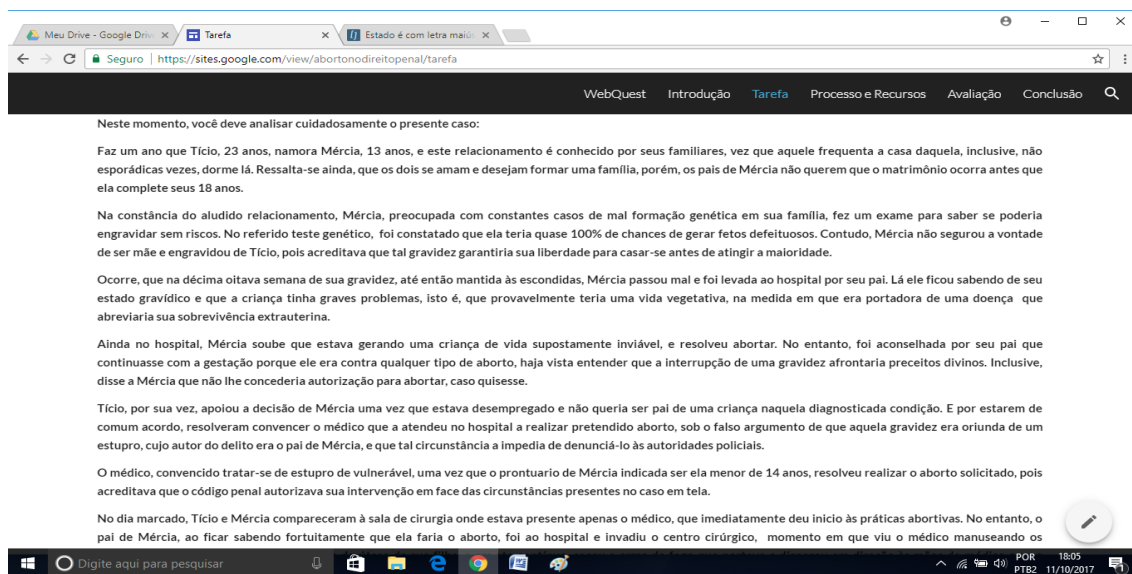 Meu Drive - Google Driv
Tarefa
Estado é com letra maiús
Seguro | https://sites.google.com/view/abortonodireitopenal/tarefa
WebQuest Introdução Tarefa Processo e Recursos Avaliação Conclusão
Neste momento, você deve analisar cuidadosamente o presente caso:
Faz um ano que Tício, 23 anos, namora Mércia, 13 anos, e este relacionamento é conhecido por seus familiares, vez que aquele frequenta a casa daquela, inclusive, não
esporádicas vezes, dorme lá. Ressalta-se ainda, que os dois se amam e desejam formar uma família, porém, os pais de Mércia não querem que o matrimônio ocorra antes que
ela complete seus 18 anos.
Na constância do aludido relacionamento, Mércia, preocupada com constantes casos de mal formação genética em sua família, fez um exame para saber se poderia
engravidar sem riscos. No referido teste genético, foi constatado que ela teria quase 100% de chances de gerar fetos defeituosos. Contudo, Mércia não segurou a vontade
de ser mãe e engravidou de Tício, pois acreditava que tal gravidez garantiria sua liberdade para casar-se antes de atingir a maioridade.
Ocorre, que na décima oitava semana de sua gravidez, até então mantida às escondidas, Mércia passou mal e foi levada ao hospital por seu pai. Lá ele ficou sabendo de seu
estado gravídico e que a criança tinha graves problemas, isto é, que provavelmente teria uma vida vegetativa, na medida em que era portadora de uma doença que
abreviaria sua sobrevivência extrauterina.
Ainda no hospital, Mércia soube que estava gerando uma criança de vida supostamente inviável, e resolveu abortar. No entanto, foi aconselhada por seu pai que
continuasse com a gestação porque ele era contra qualquer tipo de aborto, haja vista entender que a interrupção de uma gravidez afrontaria preceitos divinos. Inclusive,
disse a Mércia que não lhe concederia autorização para abortar, caso quisesse.
Tício, por sua vez, apoiou a decisão de Mércia uma vez que estava desempregado e não queria ser pai de uma criança naquela diagnosticada condição. E por estarem de
comum acordo, resolveram convencer o médico que a atendeu no hospital a realizar pretendido aborto, sob o falso argumento de que aquela gravidez era oriunda de um
estupro, cujo autor do delito era o pai de Mércia, e que tal circunstância a impedia de denunciá-lo às autoridades policiais.
O médico, convencido tratar-se de estupro de vulnerável, uma vez que o prontuario de Mércia indicada ser ela menor de 14 anos, resolveu realizar o aborto solicitado, pois
acreditava que o código penal autorizava sua intervenção em face das circunstâncias presentes no caso em tela.
No dia marcado, Tício e Mércia compareceram à sala de cirurgia onde estava presente apenas o médico, que imediatamente deu inicio às práticas abortivas. No entanto, o
pai de Mércia, ao ficar sabendo fortuitamente que ela faria o aborto, foi ao hospital e invadiu o centro cirúrgico, momento em que viu o médico manuseando os
Digite aqui para pesquisar
POR 18:05
PTB2 11/10/2017